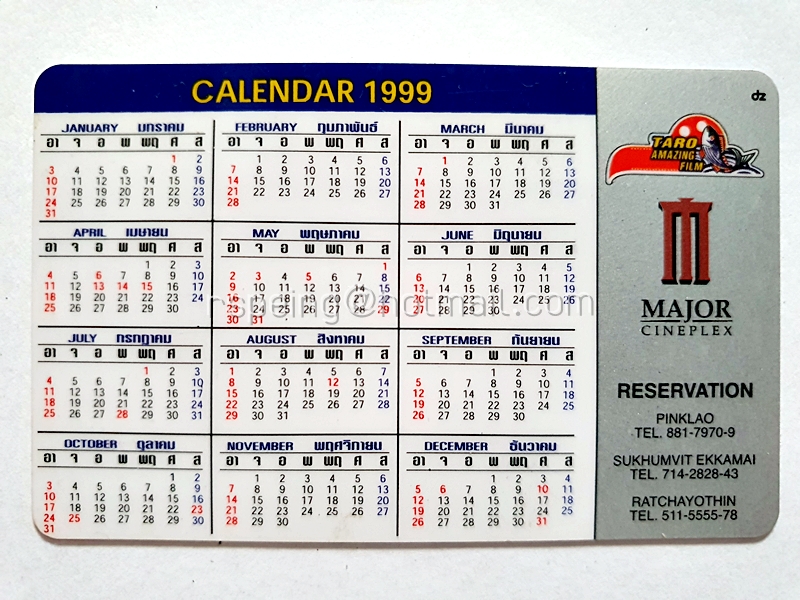 CALENDAR 1999
ʣz
JANUARY มกราคม
อา จ อ พ พฤ ศ ส
1 2
3 4 5 6 7 8 9
10 11 12 13 14 15 16
17 18 19 20 21 22 23
24 25 26 27 28 29 30
31
FEBRUARY กุมภาพันธ์
อา จ อ พ พฤ ศ ส
1 2 3 4 5 6
7 8 9 10 11 12 13
14 15 16 17 18 19 20
21 22 23 24 25 26 27
28
MARCH มีนาคม
อา จ อ พ พฤ ศ ส
1 2 3 4 5 6
7 8 9 10 11 12 13
14 15 16 17 18 19 20
21 22 23 24 25 26 27
28 29 30 31
APRIL เมษายน
อา จ อ พ พฤ ศ ส
1 2 3
4 5 6 7 8 9 10
11 12 13 14 15 16 17
18 19 20 21 22 23 24
25 26 27 28 29 30
MAY พฤษภาคม
อา จ อ พ พฤ ศ ส
1
2 3 4 5 6 7 8
9 10 11 12 13 14 15
16 17 18 19 20 21 22
23 24 25 26 27 28 29
30 31
JUNE มิถุนายน
อา จ อ พ พฤ ศ ส
1 2 3 4 5
6 7 8 9 10 11 12
13 14 15 16 17 18 19
20 21 22 23 24 25 26
27 28 29 30
JULY กรกฎาคม
อา จ อ พ พฤ ศ ส
1 2 3
4 5 6 7 8 9 10
11 12 13 14 15 16 17
18 19 20 21 22 23 24
25 26 27 28 29 30 31
AUGUST สิงหาคม
อา จ อ พ พฤ ศ ส
1 2 3 4 5 6 7
8 9 10 11 12 13 14
15 16 17 18 19 20 21
22 23 24 25 26 27 28
29 30 31
SEPTEMBER กันยายน
อา จ อ พ พฤ ศ ส
1 2 3 4
5 6 7 8 9 10 11
12 13 14 15 16 17 18
19 20 21 22 23 24 25
26 27 28 29 30
OCTOBER ตุลาคม
อา จ อ พ พฤ ศ ส
1 2
3 4 5 6 7 8 9
10 11 12 13 14 15 16
17 18 19 20 21 22 23
24 25 26 27 28 29 30
31
NOVEMBER พฤศจิกายน
อา จ อ พ พฤ ศ ส
1 2 3 4 5 6
7 8 9 10 11 12 13
14 15 16 17 18 19 20
21 22 23 24 25 26 27
28 29 30
DECEMBER ธันวาคม
อา จ อ พ พฤ ศ ส
1 2 3 4
5 6 7 8 9 10 11
12 13 14 15 16 17 18
19 20 21 22 23 24 25
26 27 28 29 30 31
TARO
AMAZING
FILM
MAJOR
CINEPLEX
RESERVATION
PINKLAO
TEL. 881-7970-9
SUKHUMVIT EKKAMAI
TEL. 714-2828-43
RATCHAYOTHIN
TEL. 511-5555-78
rspeing@hotmail.com